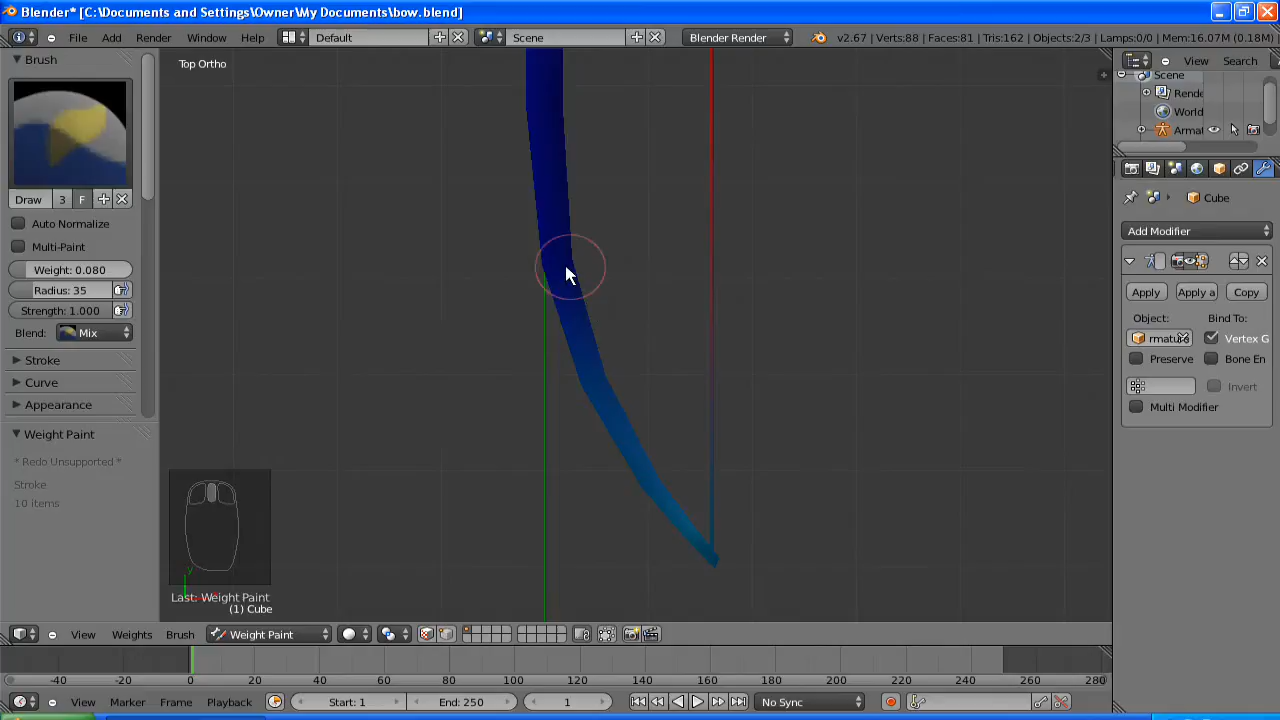 Blender* [C:\Documents and Settings\Owner\My Documents\bow.blend]
File Add Render Window Help Default Scene Blender Render v2.67 | Verts:88 | Faces:81 | Tris:162 | Objects:2/3 | Lamps:0/0 | Mem:16.07M (0.18M)
Brush
Top Ortho
View Search
Scene
Rende
World
Armat
Draw 3 F
Auto Normalize
Multi-Paint
Weight: 0.080
Radius: 35
Strength: 1.000
Blend: Mix
Stroke
Curve
Appearance
Weight Paint
* Redo Unsupported *
Stroke
10 items
Cube
Add Modifier
Apply Apply a Copy
Object: Bind To:
rmature Vertex G
Preserve Bone En
Invert
Multi Modifier
y
Last: Weight Paint
(1) Cube
View Weights Brush Weight Paint
-40 -20 0 20 40 60 80 100 120 140 160 180 200 220 240 260 280
View Marker Frame Playback Start: 1 End: 250 1 No Sync